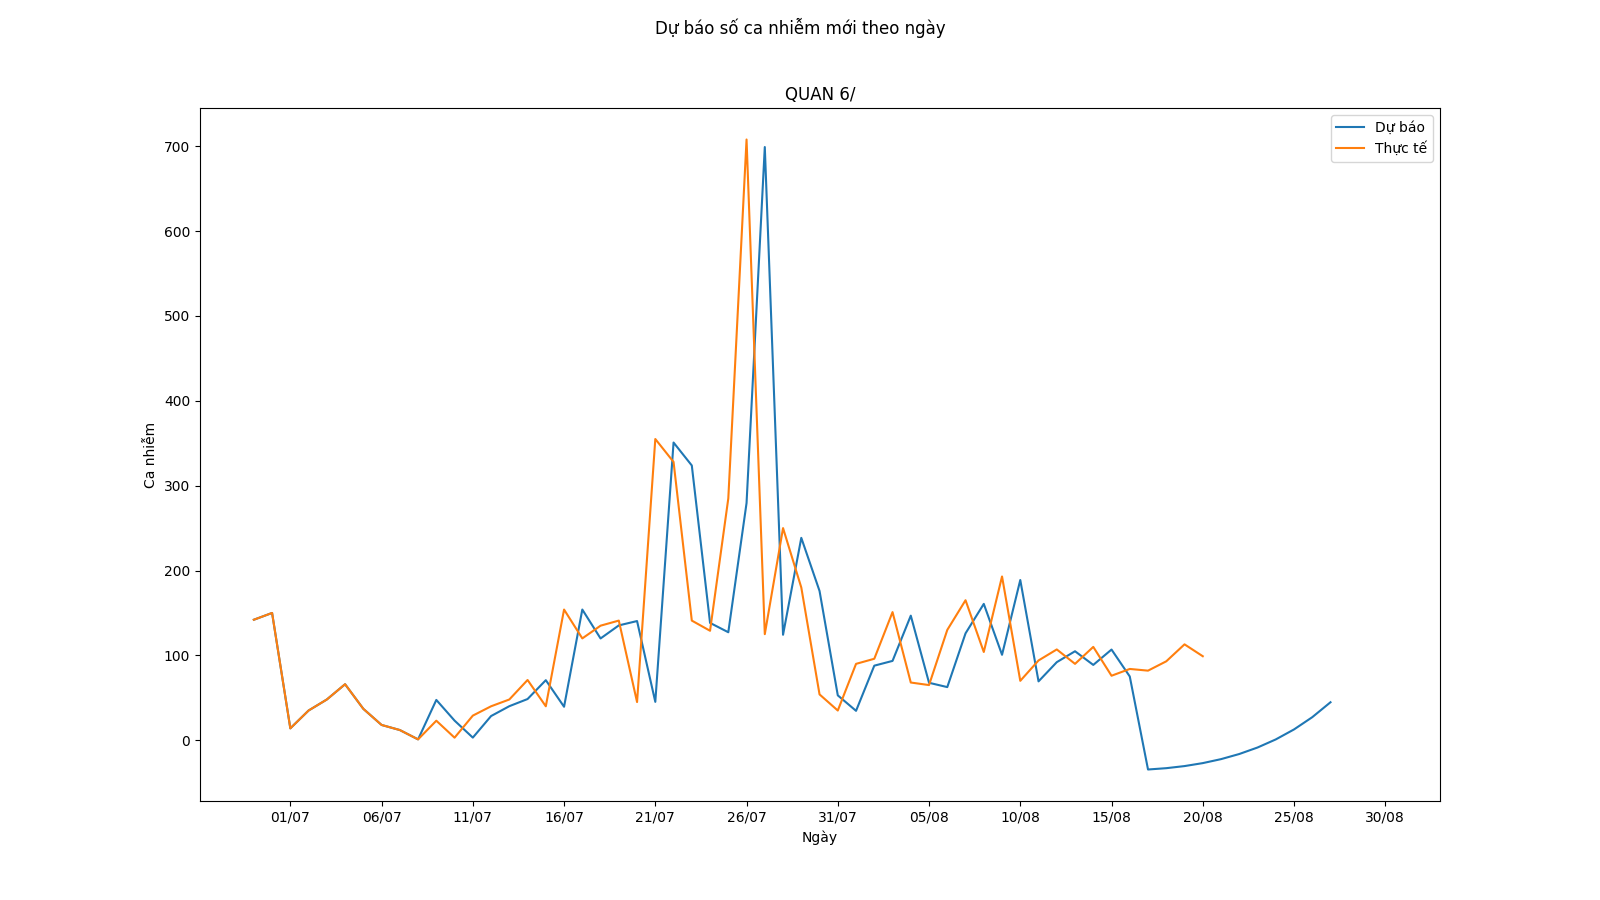 Dự báo số ca nhiễm mới theo ngày
QUAN 6/
Dự báo
Thực tế
700
600
500
400
300
200
100
0
Ca nhiễm
01/07 06/07 11/07 16/07 21/07 26/07 31/07 05/08 10/08 15/08 20/08 25/08 30/08
Ngày